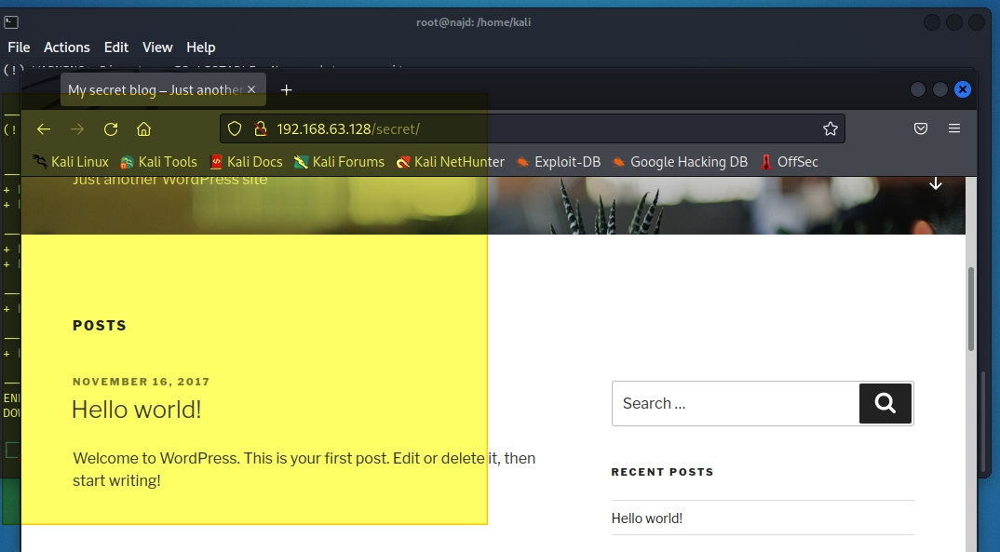 root@najd: /home/kali
File Actions Edit View Help
My secret blog – Just another
192.168.63.128/secret/
Kali Linux Kali Tools Kali Docs Kali Forums Kali NetHunter Exploit-DB Google Hacking DB OffSec
Just another WordPress site
POSTS
NOVEMBER 16, 2017
Hello world!
Welcome to WordPress. This is your first post. Edit or delete it, then
start writing!
Search …
RECENT POSTS
Hello world!